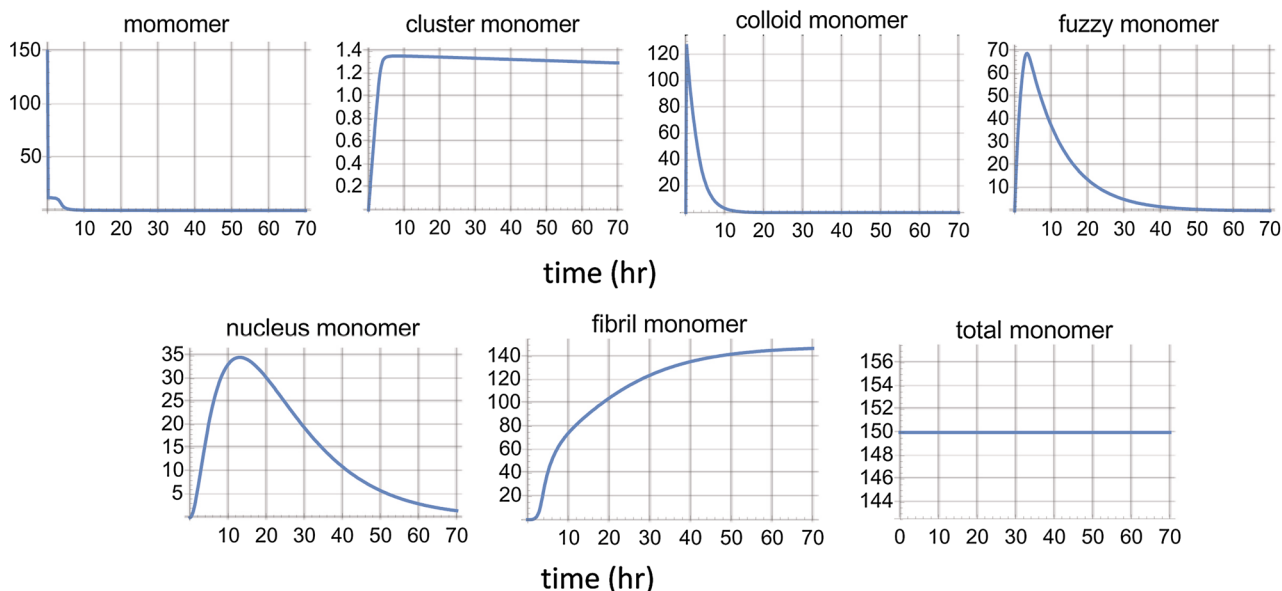 momomer
150
100
50
10 20 30 40 50 60 70
cluster monomer
1.4
1.2
1.0
0.8
0.6
0.4
0.2
10 20 30 40 50 60 70
colloid monomer
120
100
80
60
40
20
10 20 30 40 50 60 70
fuzzy monomer
70
60
50
40
30
20
10
10 20 30 40 50 60 70
time (hr)
nucleus monomer
35
30
25
20
15
10
5
10 20 30 40 50 60 70
fibril monomer
140
120
100
80
60
40
20
10 20 30 40 50 60 70
total monomer
156
154
152
150
148
146
144
0 10 20 30 40 50 60 70
time (hr)